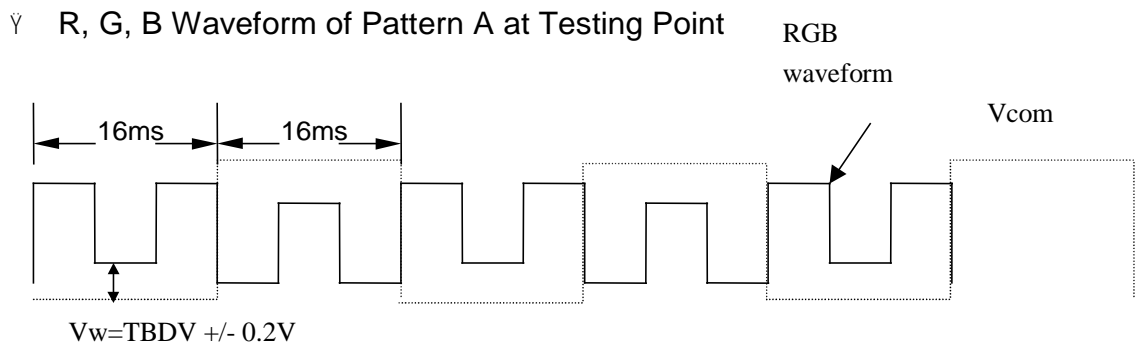 Ÿ R, G, B Waveform of Pattern A at Testing Point
RGB
waveform
Vcom
16ms 16ms
Vw=TBDV +/- 0.2V